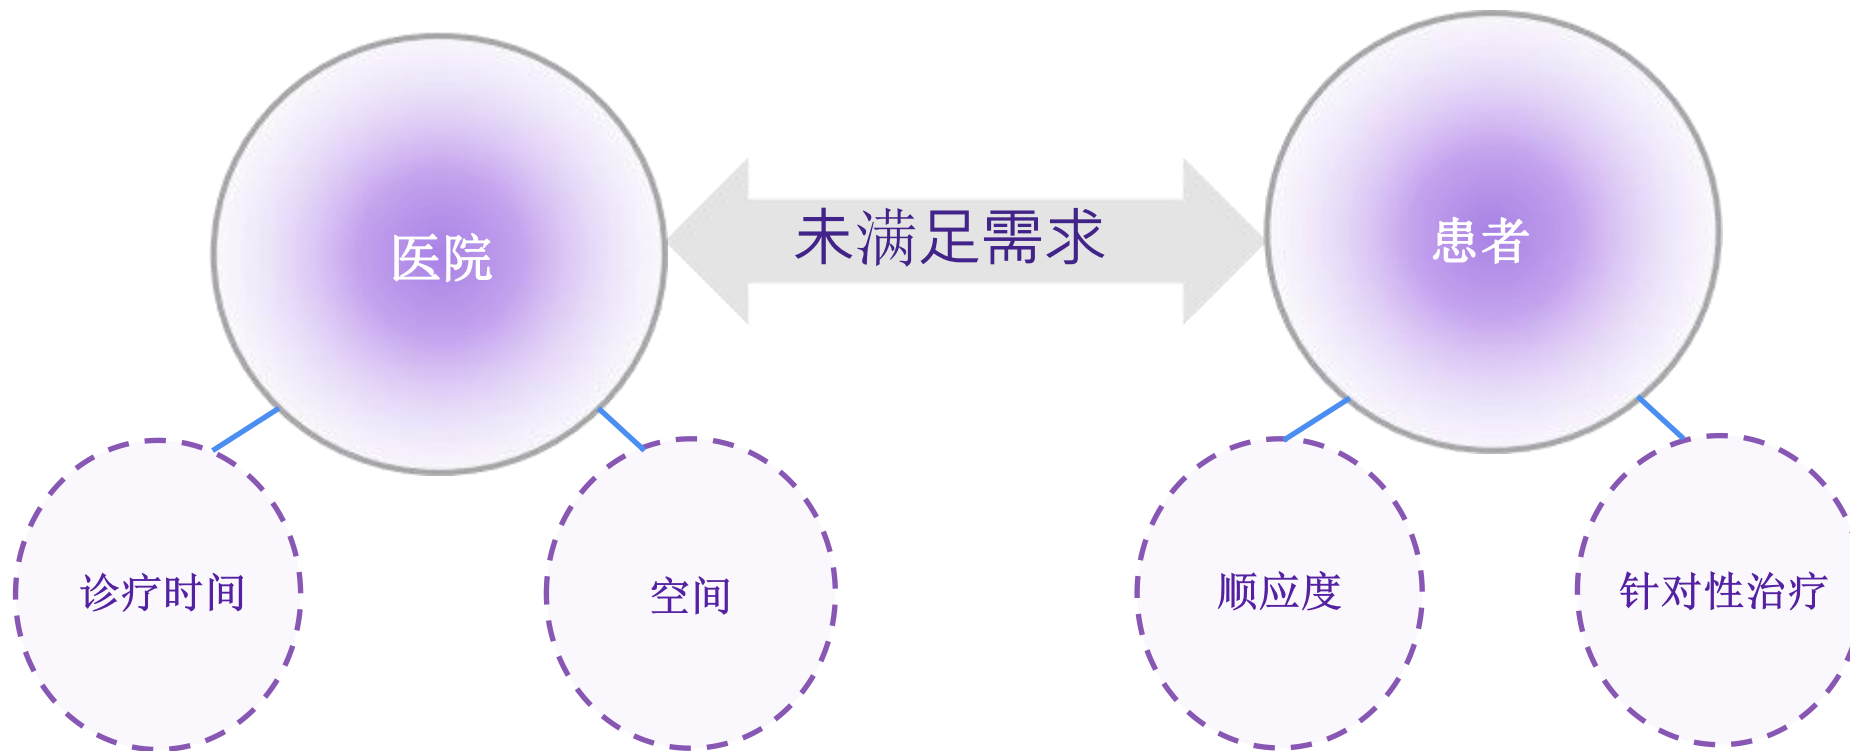 医院
未满足需求
患者
诊疗时间
空间
顺应度
针对性治疗